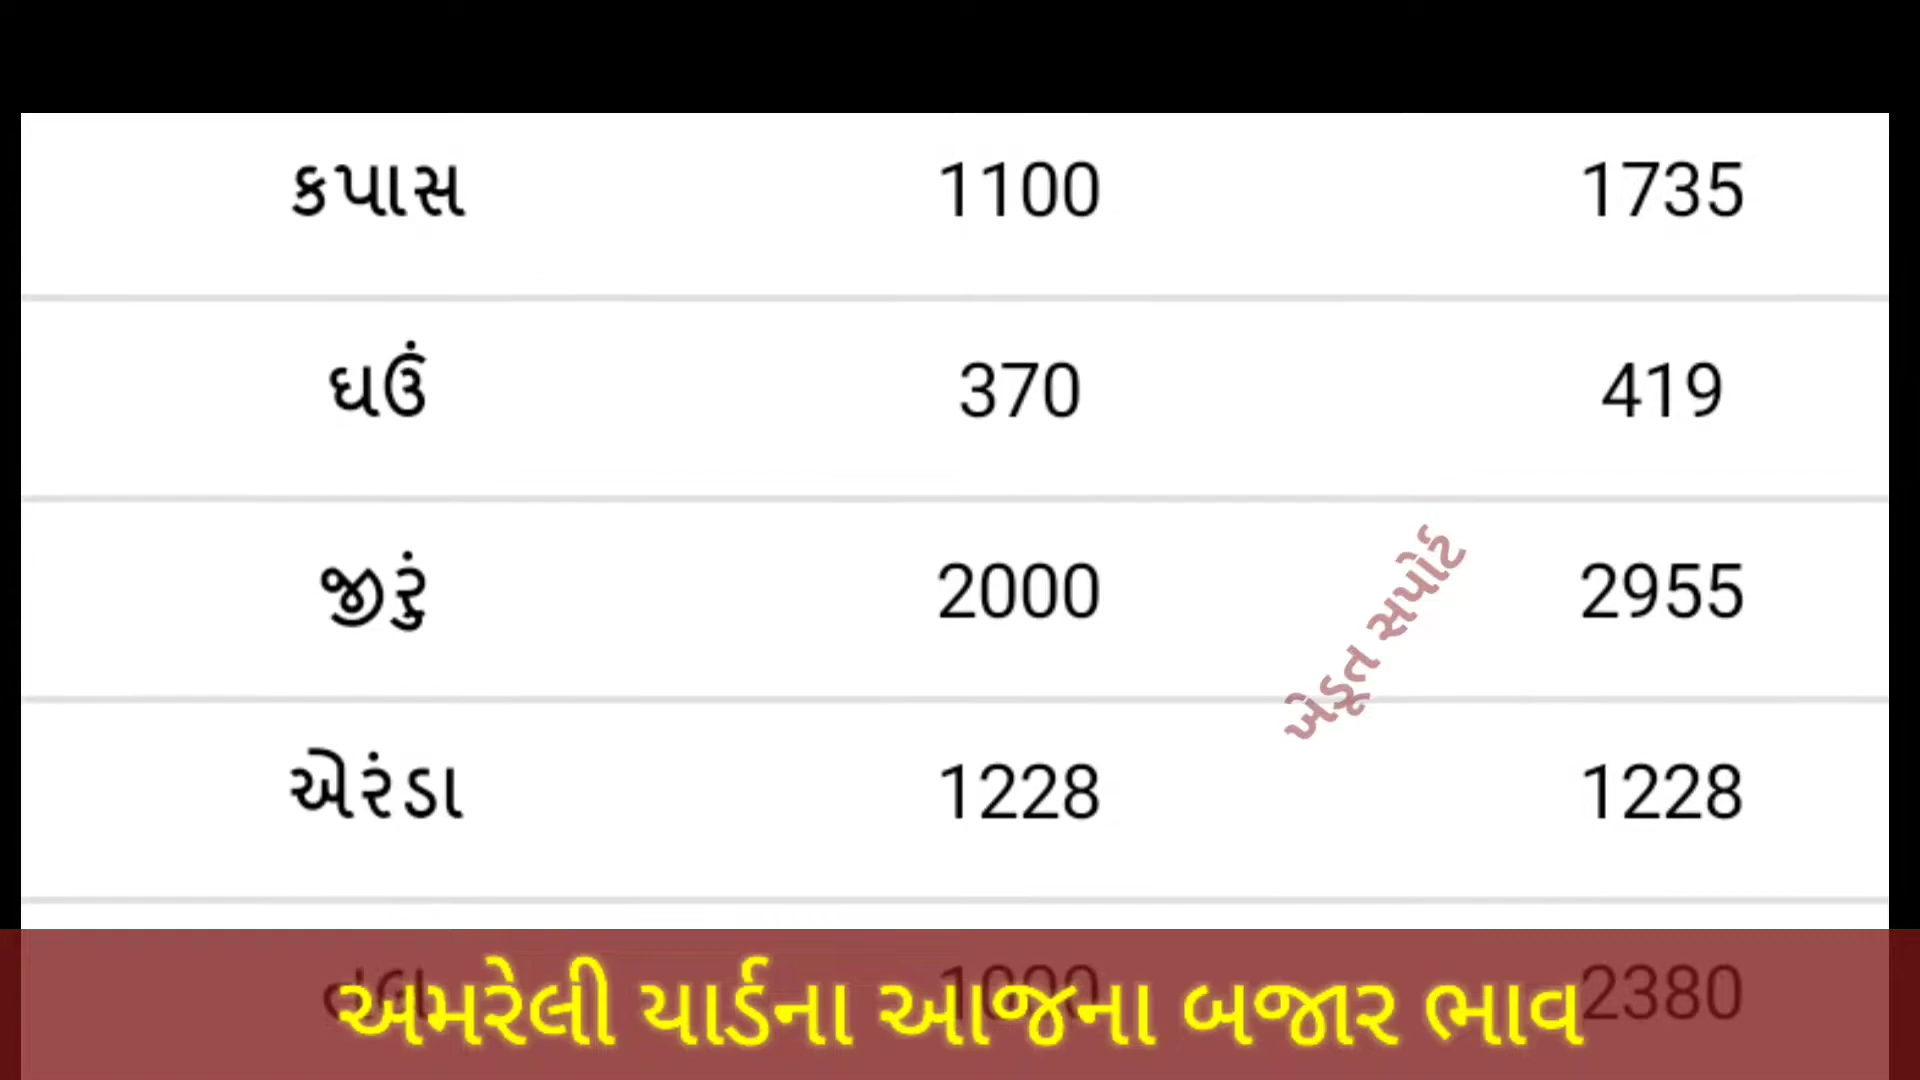 કપાસ 1100 1735
ઘઉં 370 419
જીરું 2000 2955
ખેડૂત સપોર્ટ
એરંડા 1228 1228
2380
અમરેલી યાર્ડના આજના બજાર ભાવ